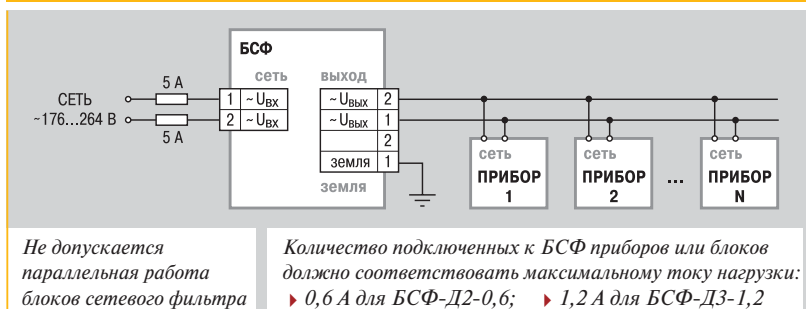 БСФ
сеть выход
5 А
СЕТЬ
~176...264 В
5 А
1 ~ Uвх
2 ~ Uвх
~ Uвых 2
~ Uвых 1
2
земля 1
земля
сеть
ПРИБОР
1
сеть
ПРИБОР
2
...
сеть
ПРИБОР
N
Не допускается
параллельная работа
блоков сетевого фильтра
Количество подключенных к БСФ приборов или блоков
должно соответствовать максимальному току нагрузки:
0,6 А для БСФ-Д2-0,6; 1,2 А для БСФ-Д3-1,2